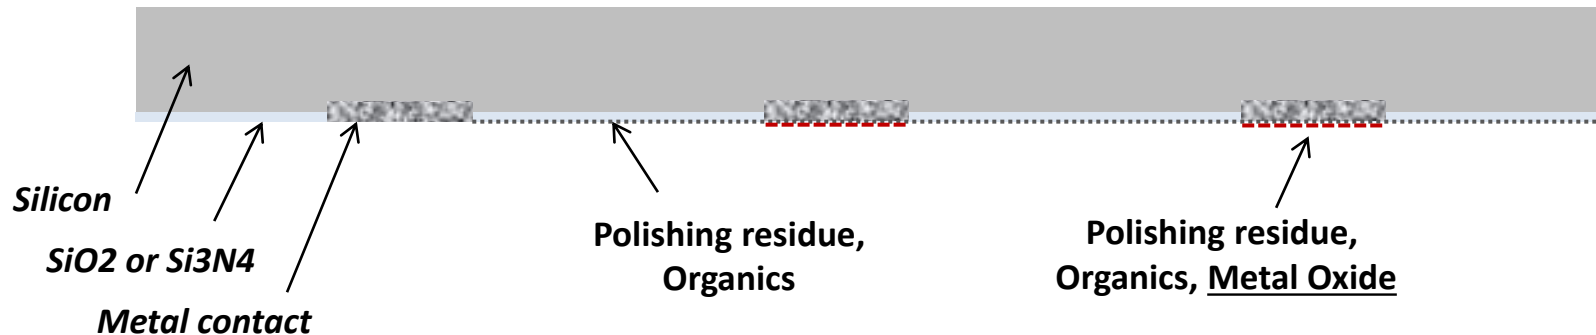 Silicon
SiO2 or Si3N4
Metal contact
Polishing residue,
Organics
Polishing residue,
Organics, Metal Oxide